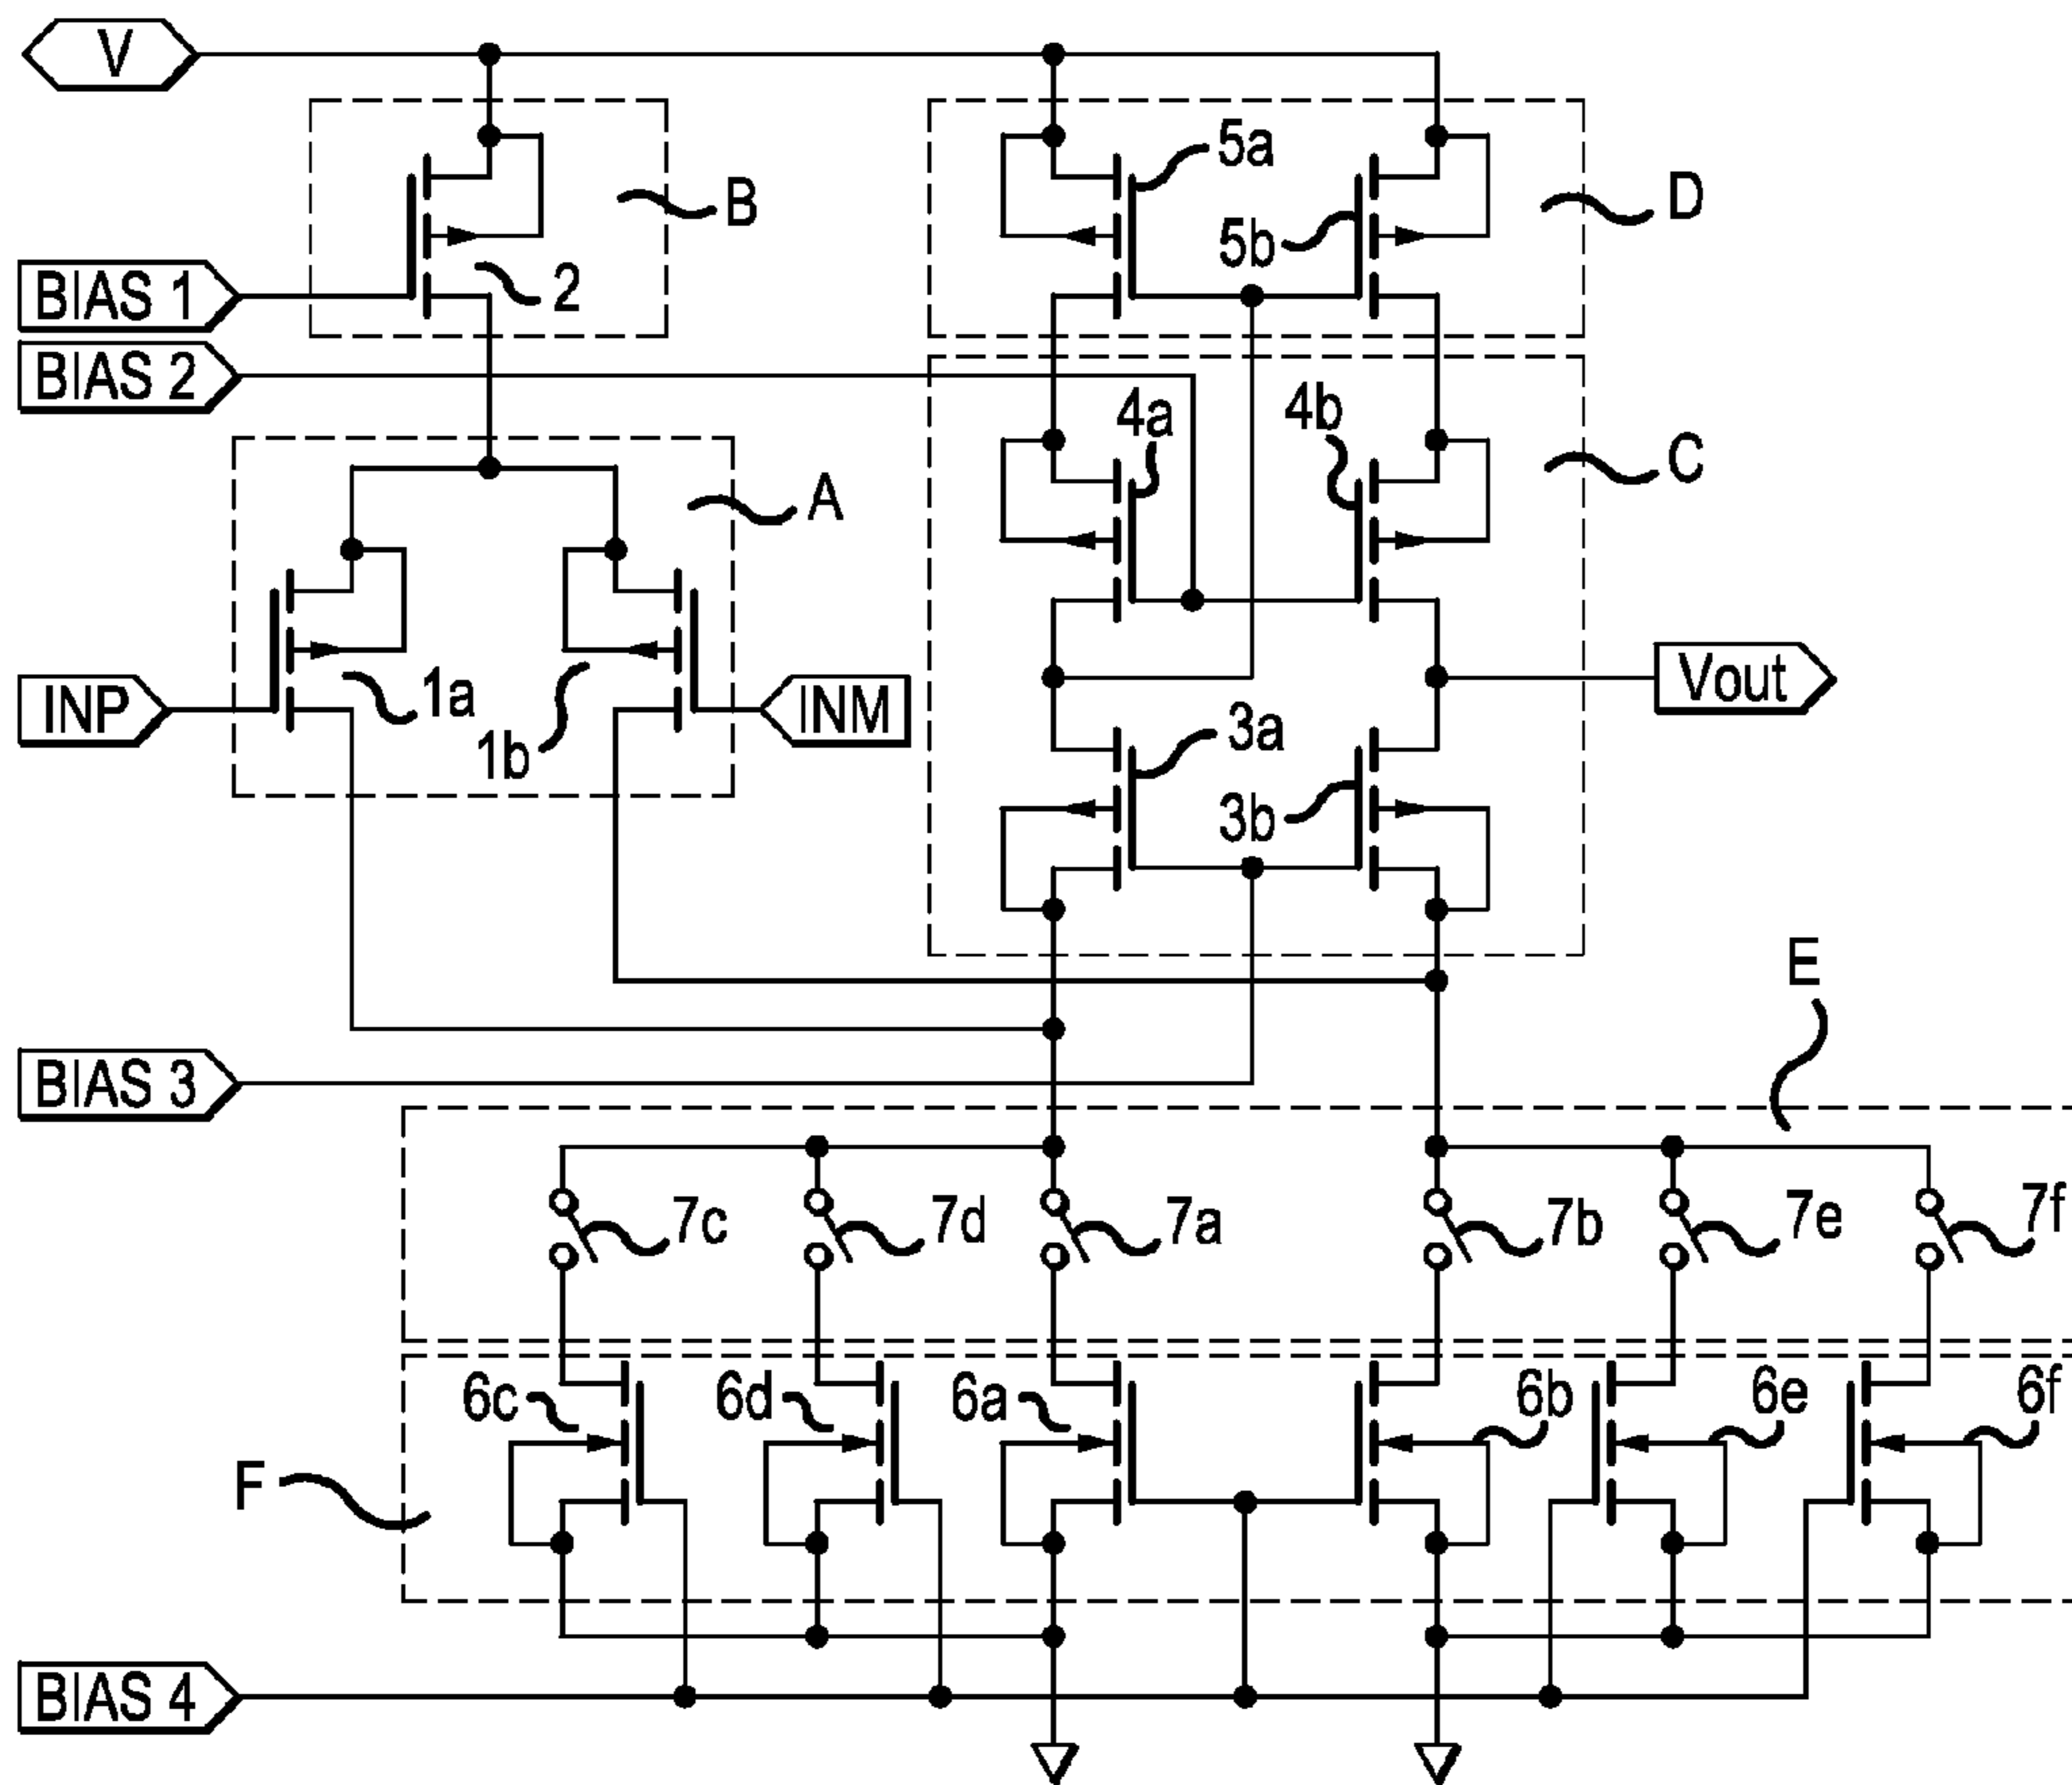 V
5a
B
D
5b
BIAS 1
2
BIAS 2
4a
4b
C
A
INP
1a
INM
Vout
1b
3a
3b
E
BIAS 3
7c
7d
7a
7b
7e
7f
6c
6d
6a
6b
6e
6f
F
BIAS 4